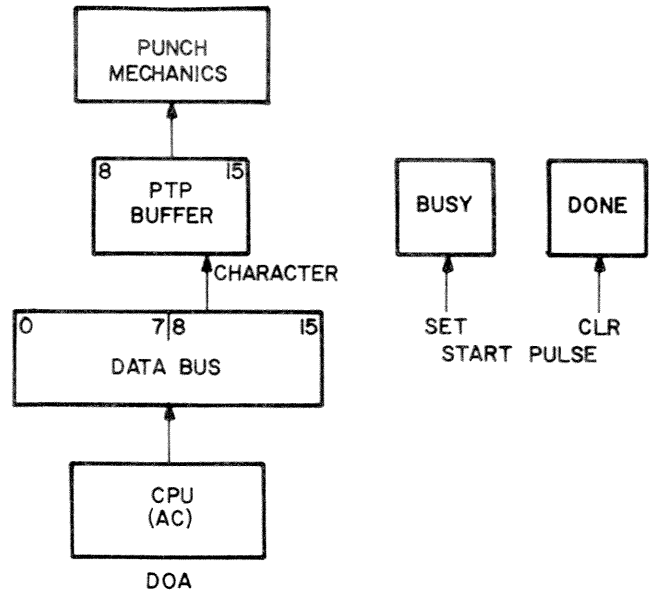 PUNCH
MECHANICS
8 15
PTP
BUFFER
BUSY
DONE
CHARACTER
0 7 8 15
DATA BUS
SET CLR
START PULSE
CPU
(AC)
DOA